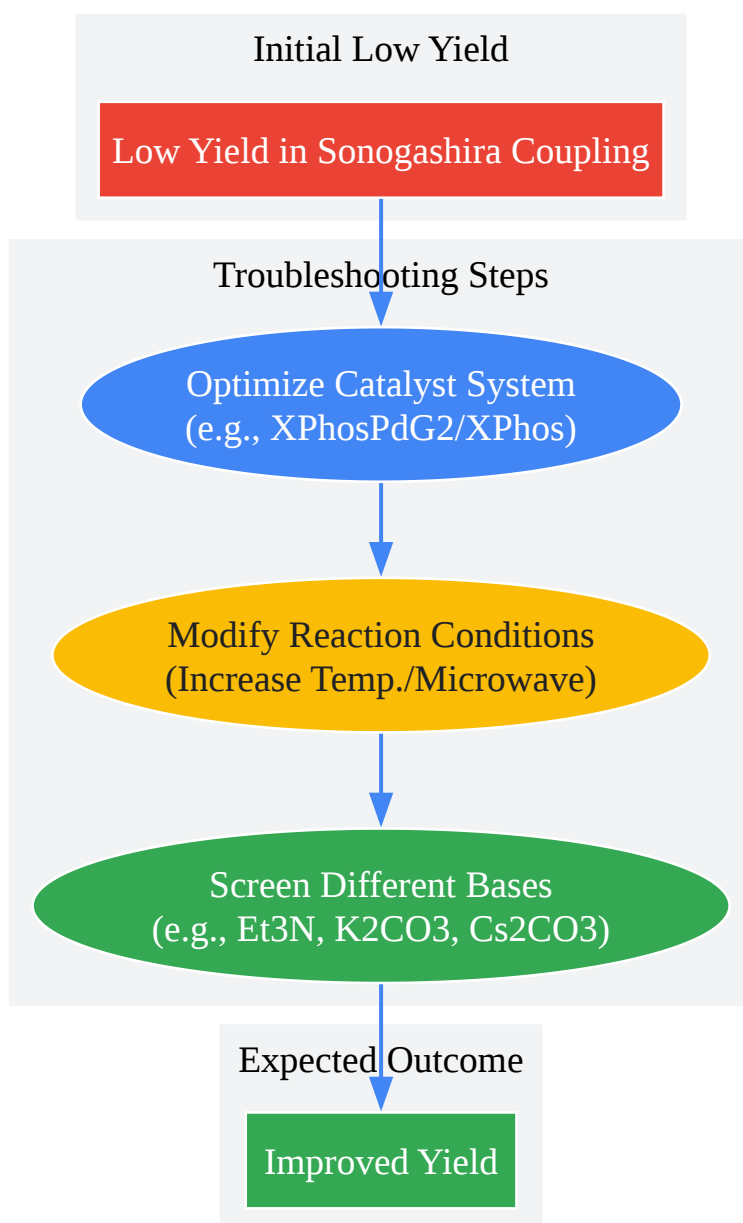 Initial Low Yield
Low Yield in Sonogashira Coupling
Troubleshooting Steps
Optimize Catalyst System
(e.g., XPhosPdG2/XPhos)
Modify Reaction Conditions
(Increase Temp./Microwave)
Screen Different Bases
(e.g., Et3N, K2CO3, Cs2CO3)
Expected Outcome
Improved Yield